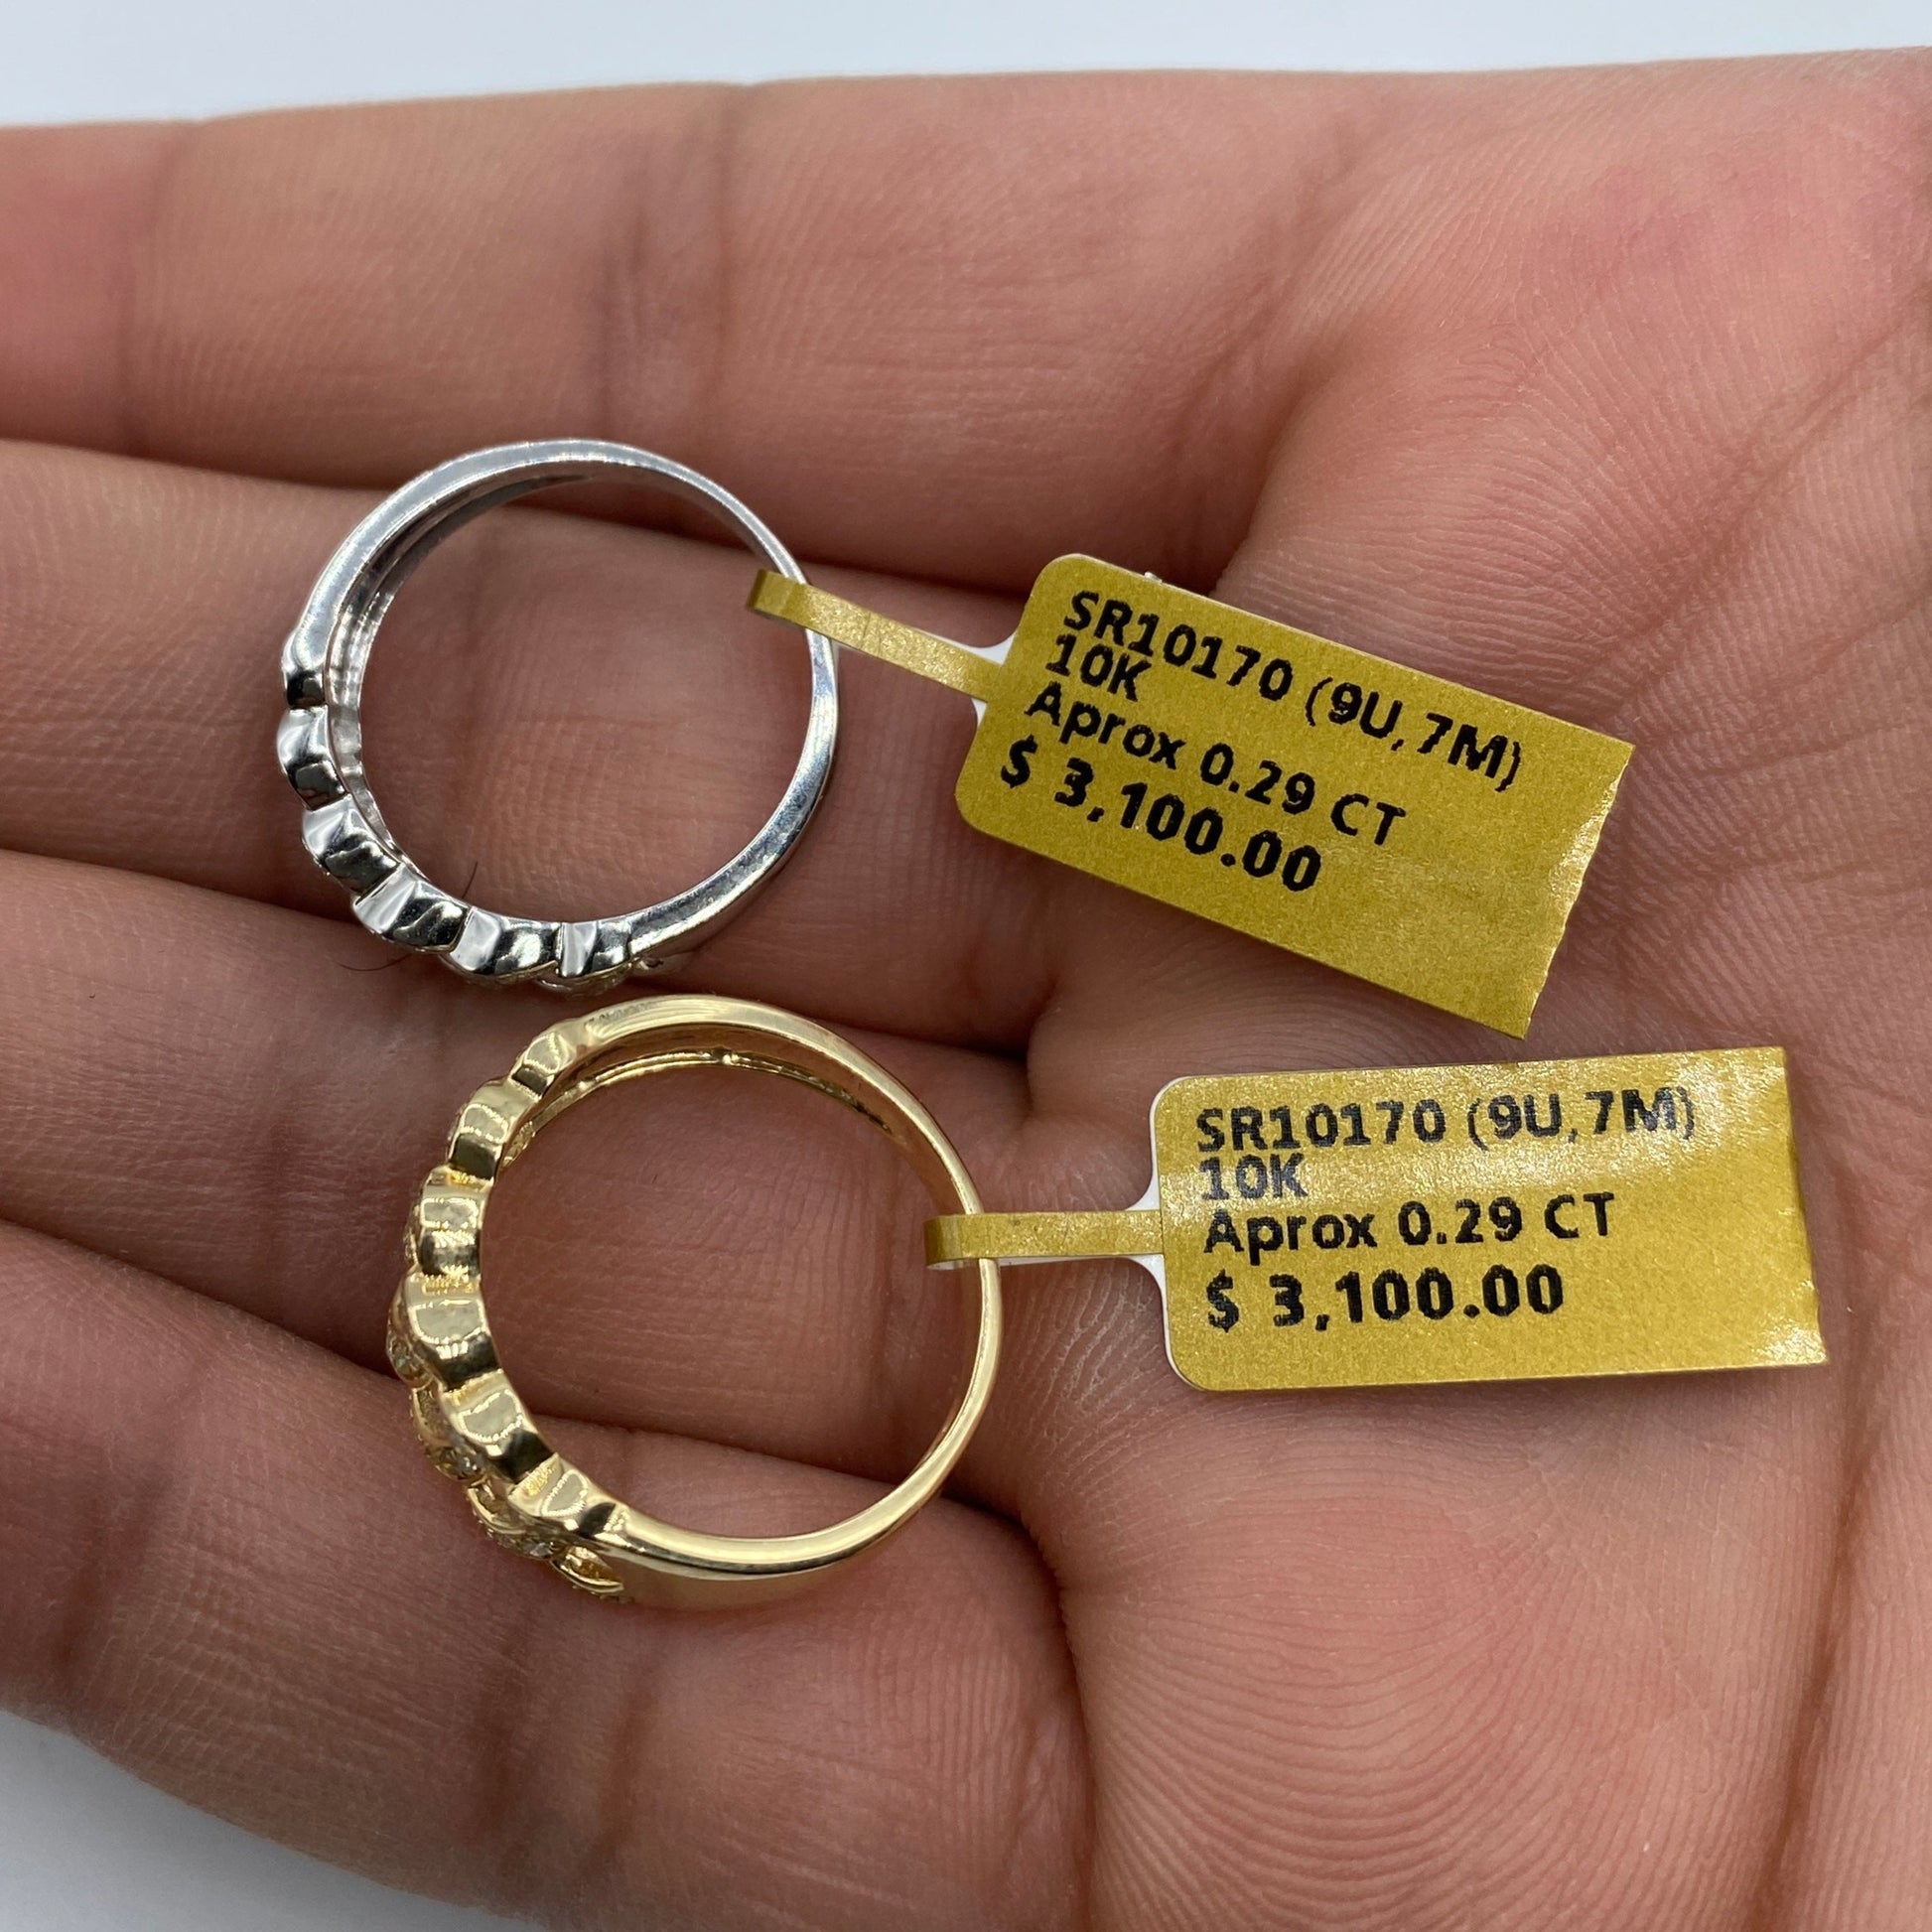 SR10170 (9U,7M)
10K
Aprox 0.29 CT
$ 3,100.00
SR10170 (9U,7M)
10K
Aprox 0.29 CT
$ 3,100.00